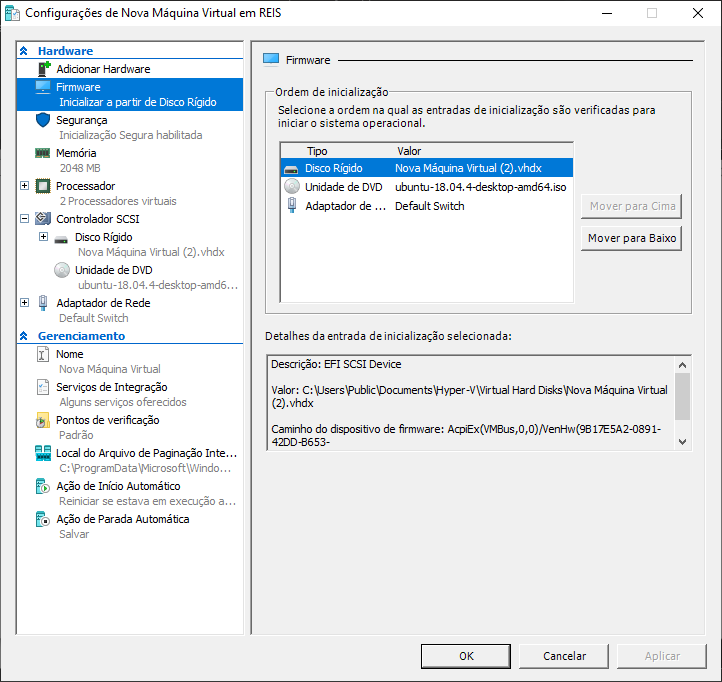 Configurações de Nova Máquina Virtual em REIS
Hardware
Adicionar Hardware
Firmware
Inicializar a partir de Disco Rígido
Segurança
Inicialização Segura habilitada
Memória
2048 MB
Processador
2 Processadores virtuais
Controlador SCSI
Disco Rígido
Nova Máquina Virtual (2).vhdx
Unidade de DVD
ubuntu-18.04.4-desktop-amd6...
Adaptador de Rede
Default Switch
Gerenciamento
Nome
Nova Máquina Virtual
Serviços de Integração
Alguns serviços oferecidos
Pontos de verificação
Padrão
Local do Arquivo de Paginação Inte...
C:\ProgramData\Microsoft\Windo...
Ação de Início Automático
Reiniciar se estava em execução a...
Ação de Parada Automática
Salvar
Firmware
Ordem de inicialização
Selecione a ordem na qual as entradas de inicialização são verificadas para
iniciar o sistema operacional.
Tipo Valor
Disco Rígido Nova Máquina Virtual (2).vhdx
Unidade de DVD ubuntu-18.04.4-desktop-amd64.iso
Adaptador de ... Default Switch
Mover para Cima
Mover para Baixo
Detalhes da entrada de inicialização selecionada:
Descrição: EFI SCSI Device
Valor: C:\Users\Public\Documents\Hyper-V\Virtual Hard Disks\Nova Máquina Virtual
(2).vhdx
Caminho do dispositivo de firmware: AcpiEx(VMBus,0,0)/VenHw(9B17E5A2-0891-
42DD-B653-
OK Cancelar Aplicar